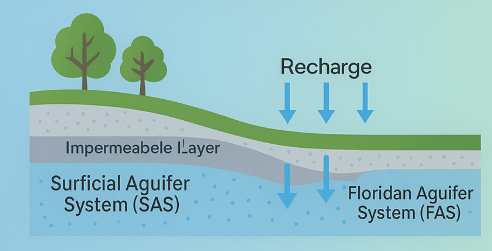 Recharge
Impermeabele Layer
Surficial Aguifer
System (SAS)
Floridan Aguifer
System (FAS)